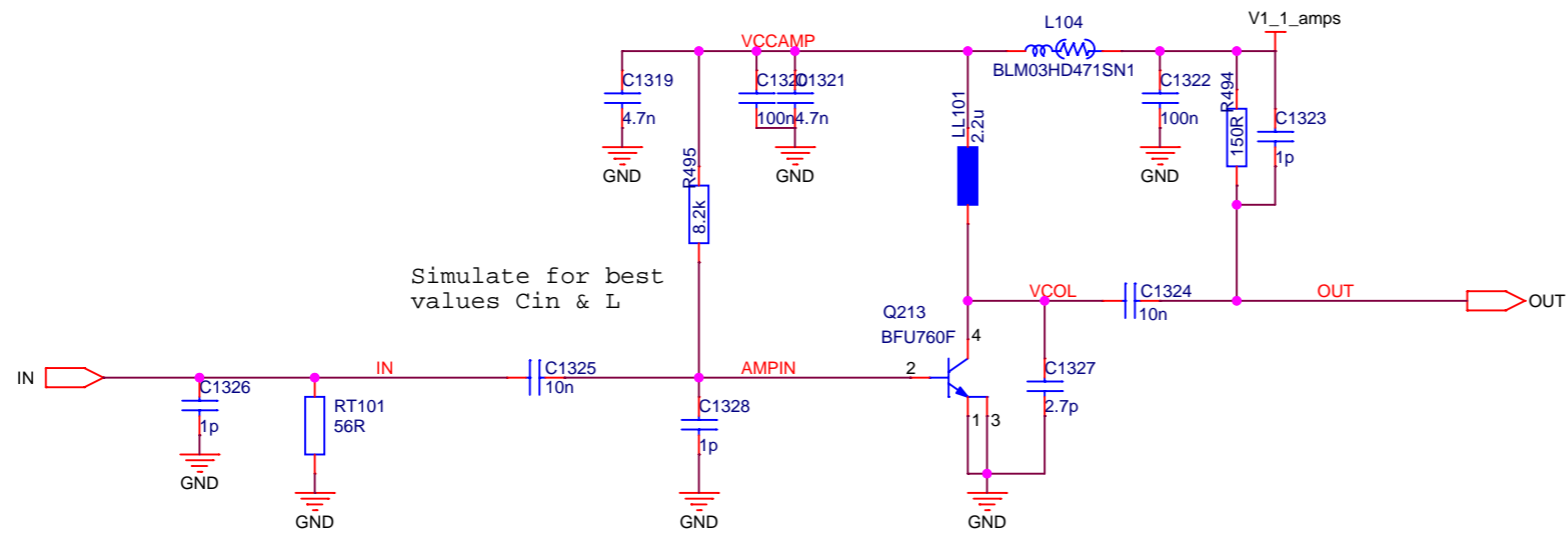 V1_1_amps
L104
VCCAMP
BLM03HD471SN1
C1319
4.7n
C1320
100n
C1321
4.7n
C1322
100n
R494
150R
C1323
1p
LL101
2.2u
GND
GND
GND
R495
8.2k
Simulate for best
values Cin & L
VCOL
C1324
10n
OUT
OUT
Q213
BFU760F
4
2
1
3
C1327
2.7p
IN
IN
C1325
10n
AMPIN
C1326
1p
RT101
56R
C1328
1p
GND
GND
GND
GND